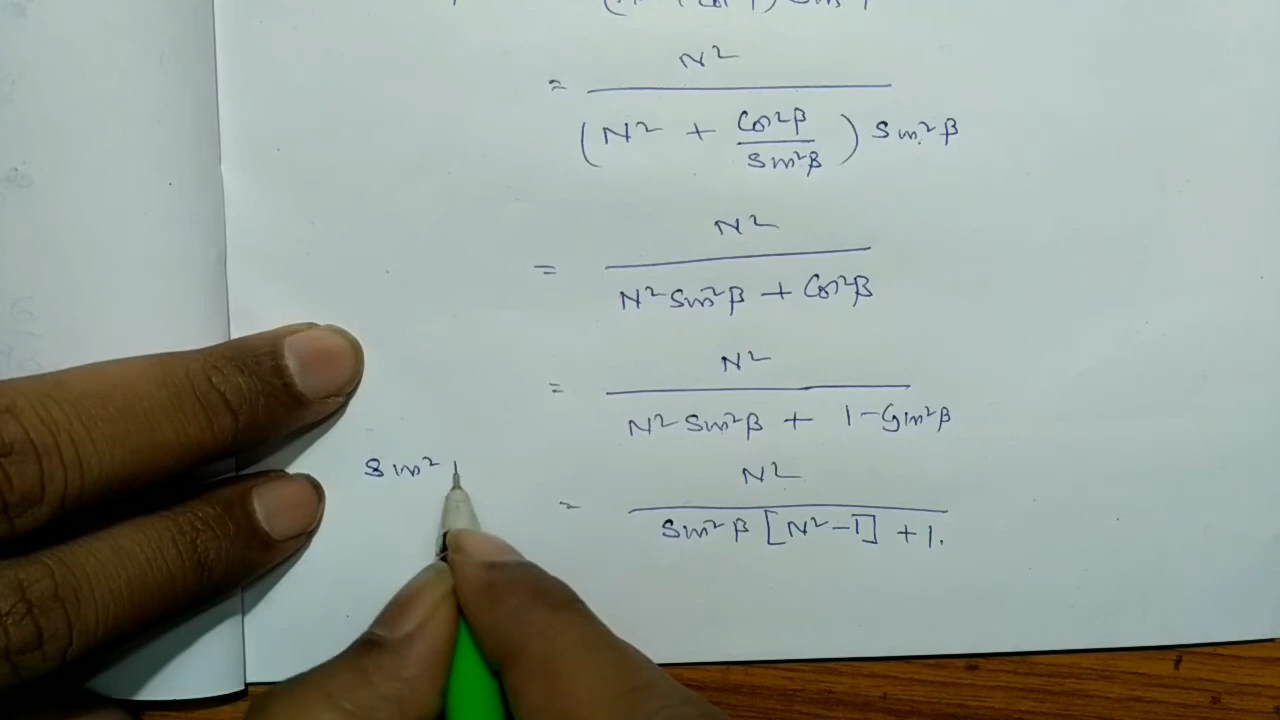 N²
= ─────
(N² + Cos²β / Sin²β) Sin²β
N²
= ─────
N² Sin²β + Cos²β
N²
= ─────
N² Sin²β + 1 - Sin²β
N²
Sin² = ─────
Sin²β [N² - 1] + 1.